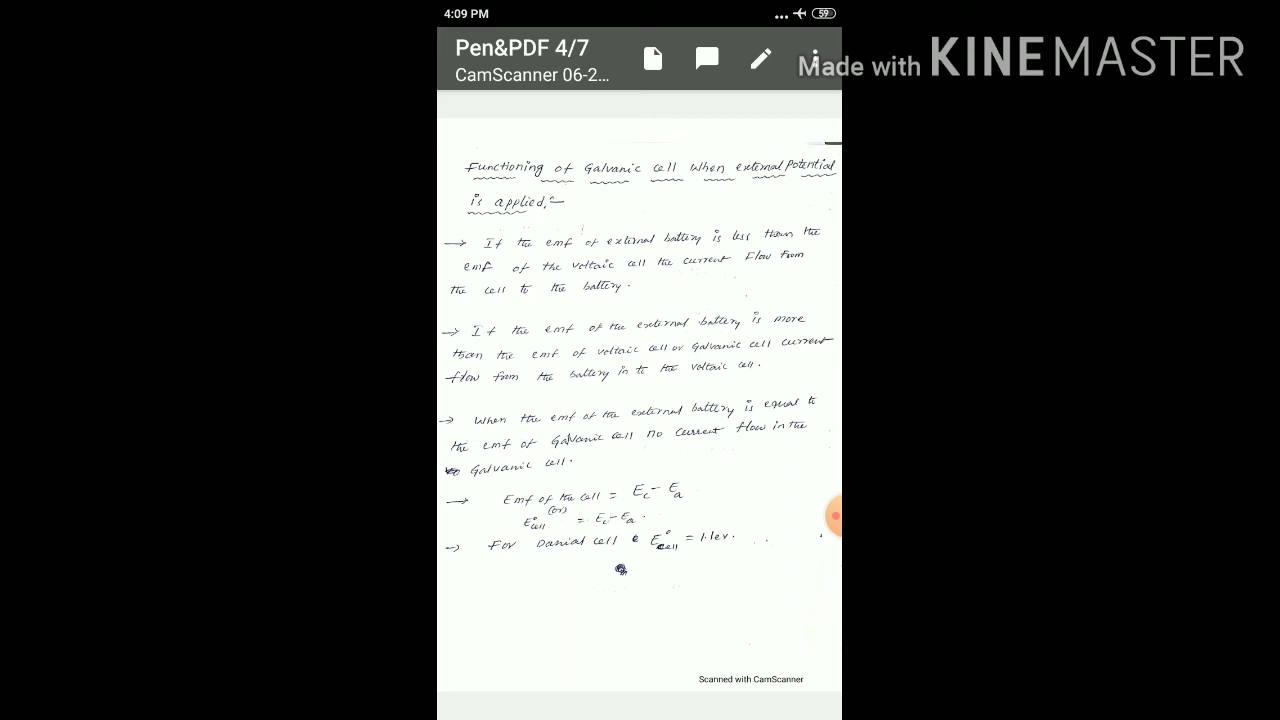 4:09 PM
59
Pen&PDF 4/7
CamScanner 06-2...
Made with KINEMASTER
Functioning of Galvanic cell when external potential
is applied,:-
→ If the emf of external battery is less tham the
emf of the voltaic cell the current flow from
the cell to the battery.
→ If the emf of the external battery is more
than the emf of voltaic cell or Galvanic cell current
flow from the battery in to the voltaic cell.
→ When the emf of the external battery is equal to
the emf of Galvanic cell no current flow in the
Galvanic cell.
→ Emf of the cell = Ec - Ea
(or)
E°cell = Ec - Ea.
→ For Danial cell E°cell = 1.1ev.
Scanned with CamScanner